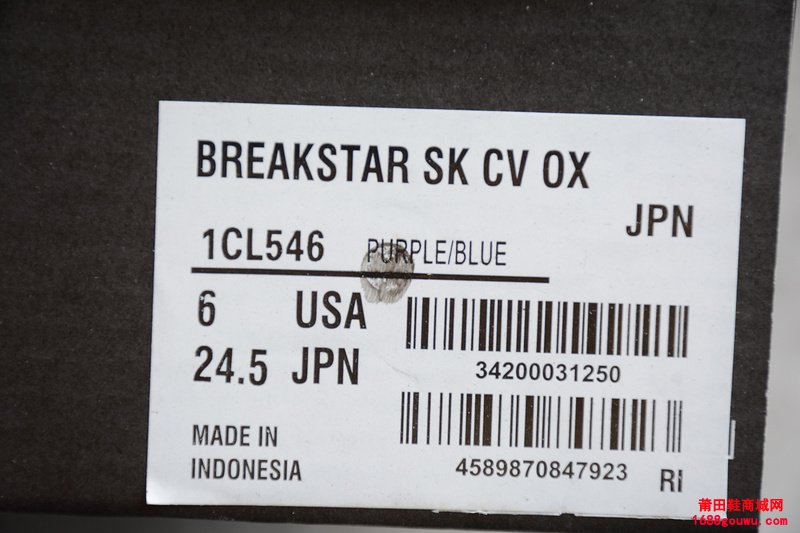 BREAKSTAR SK CV OX
JPN
1CL546 PURPLE/BLUE
6 USA
24.5 JPN
34200031250
4589870847923
MADE IN
INDONESIA
RI
莆田鞋商城网
1688gouwu.com